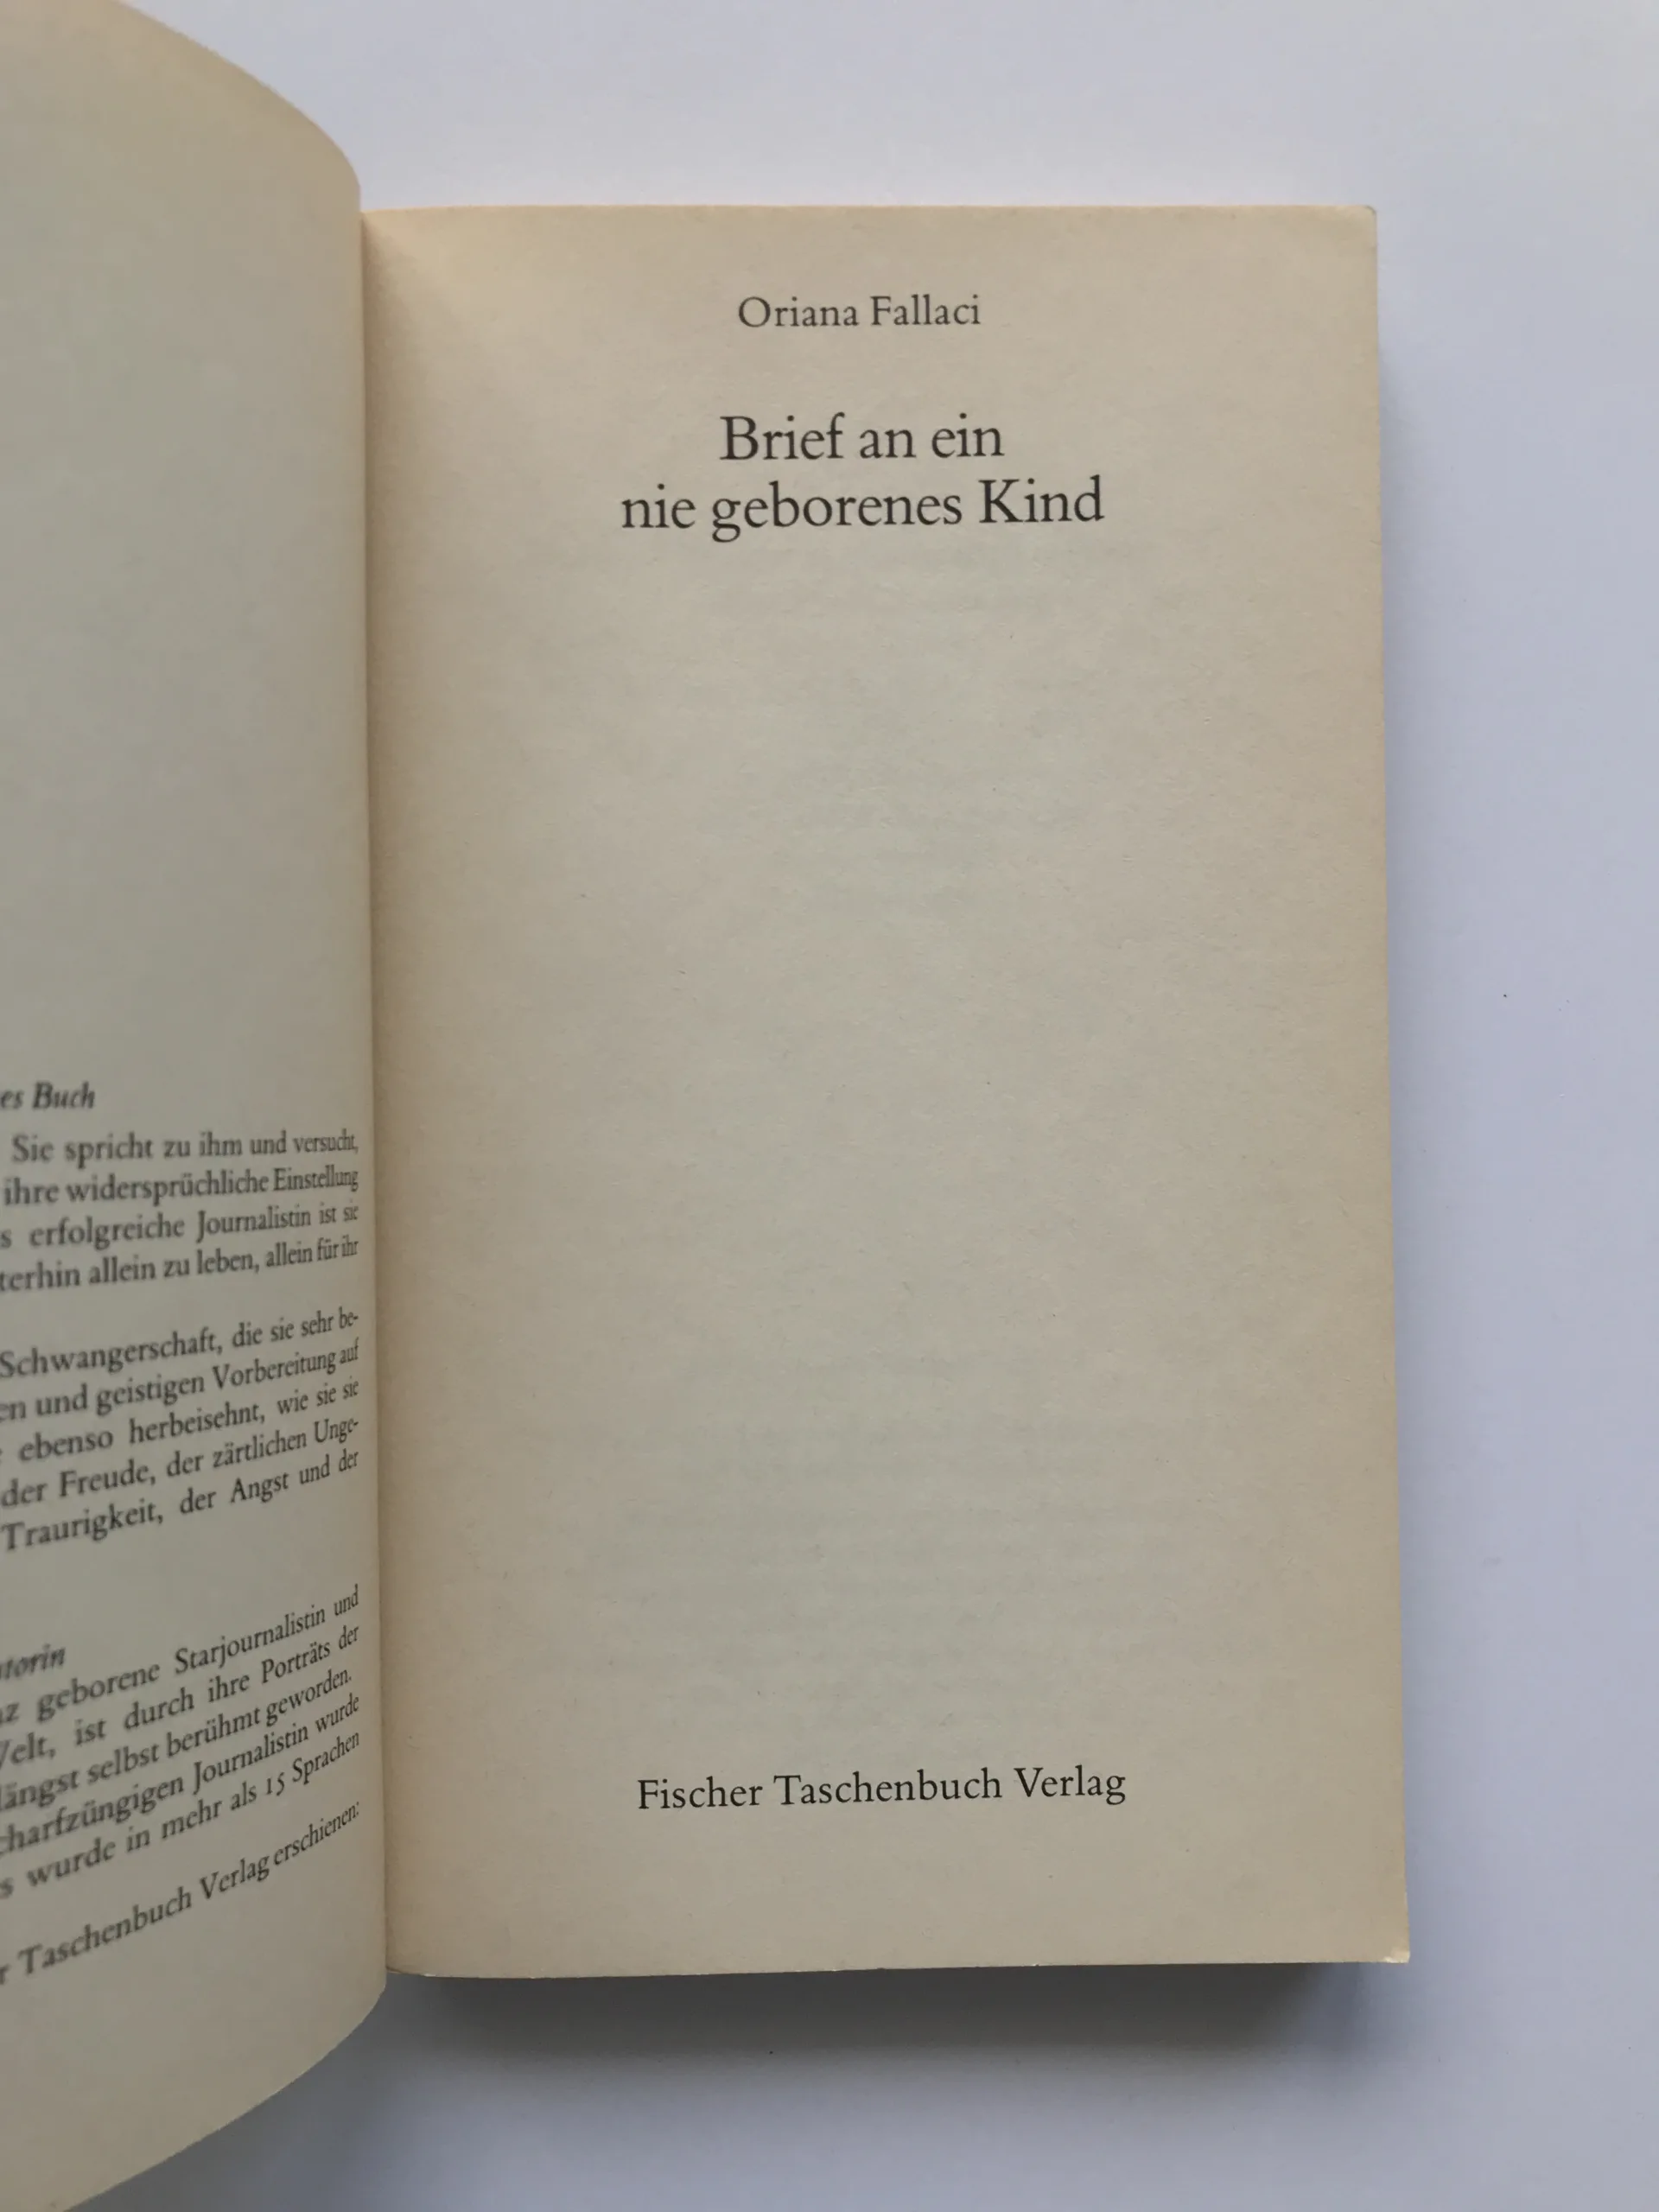 es Buch
Sie spricht zu ihm und versucht,
ihre widersprüchliche Einstellung
s erfolgreiche Journalistin ist sie
terhin allein zu leben, allein für ihr
Schwangerschaft, die sie sehr be-
en und geistigen Vorbereitung auf
ebenso herbeisehnt, wie sie sie
der Freude, der zärtlichen Unge-
Traurigkeit, der Angst und der
utorin
nz geborene Starjournalistin und
Welt, ist durch ihre Porträts der
längst selbst berühmt geworden.
charfzüngigen Journalistin wurde
s wurde in mehr als 15 Sprachen
r Taschenbuch Verlag erschienen:
Oriana Fallaci
Brief an ein
nie geborenes Kind
Fischer Taschenbuch Verlag